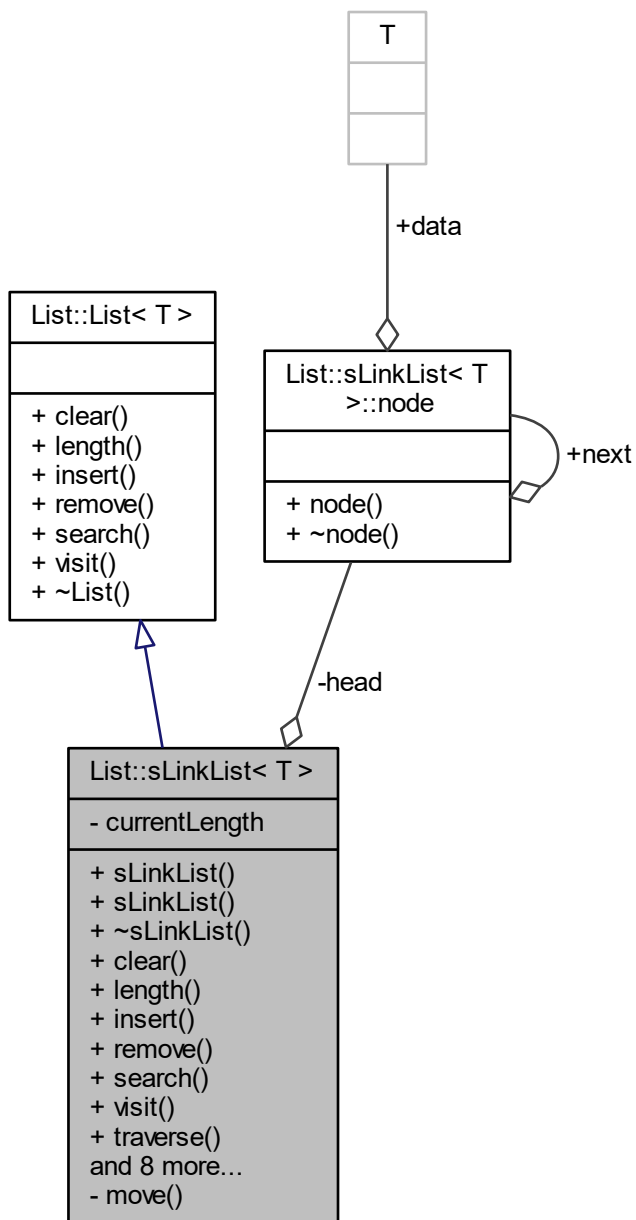 T
+data
List::List< T >
+ clear()
+ length()
+ insert()
+ remove()
+ search()
+ visit()
+ ~List()
List::sLinkList< T
>::node
+ node()
+ ~node()
+next
-head
List::sLinkList< T >
- currentLength
+ sLinkList()
+ sLinkList()
+ ~sLinkList()
+ clear()
+ length()
+ insert()
+ remove()
+ search()
+ visit()
+ traverse()
and 8 more...
- move()